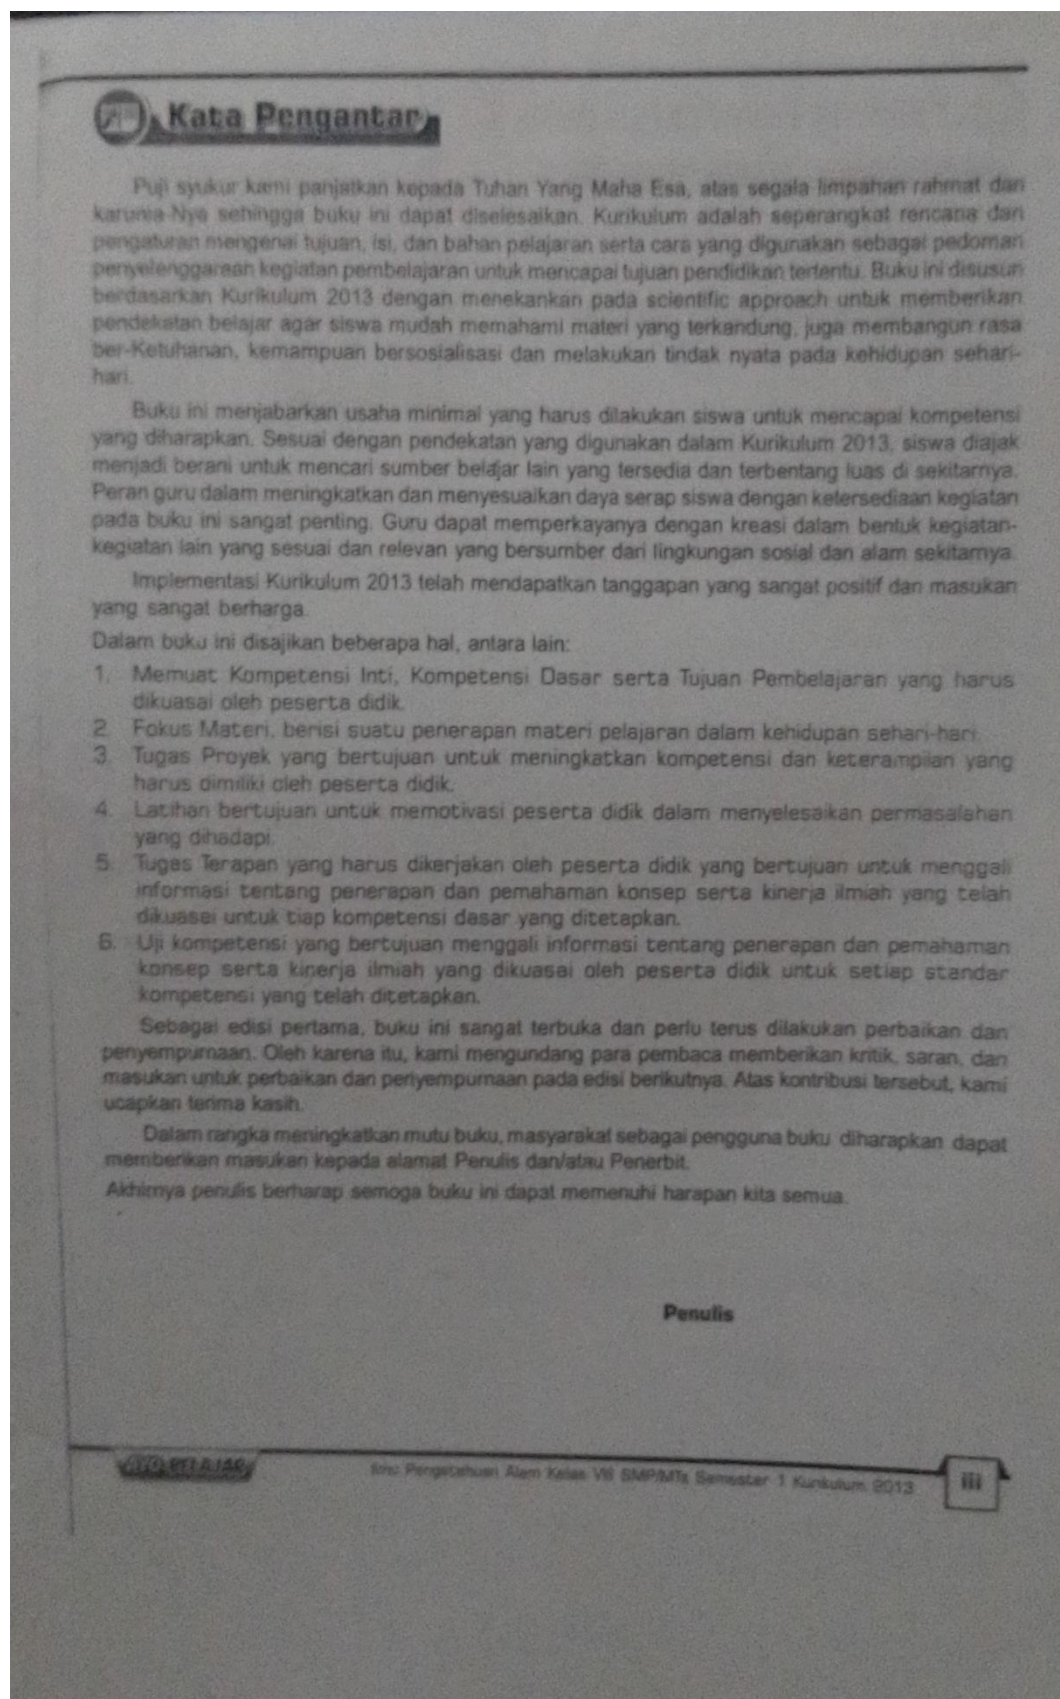 Kata Pengantar
Puji syukur kami panjatkan kepada Tuhan Yang Maha Esa, atas segala limpahan rahmat dan
karunia-Nya sehingga buku ini dapat diselesaikan. Kurikulum adalah seperangkat rencana dan
pengaturan mengenai tujuan, isi, dan bahan pelajaran serta cara yang digunakan sebagai pedoman
penyelenggaraan kegiatan pembelajaran untuk mencapai tujuan pendidikan tertentu. Buku ini disusun
berdasarkan Kurikulum 2013 dengan menekankan pada scientific approach untuk memberikan
pendekatan belajar agar siswa mudah memahami materi yang terkandung, juga membangun rasa
ber-Ketuhanan, kemampuan bersosialisasi dan melakukan tindak nyata pada kehidupan sehari-
hari.
Buku ini menjabarkan usaha minimal yang harus dilakukan siswa untuk mencapai kompetensi
yang diharapkan. Sesuai dengan pendekatan yang digunakan dalam Kurikulum 2013, siswa diajak
menjadi berani untuk mencari sumber belajar lain yang tersedia dan terbentang luas di sekitarnya.
Peran guru dalam meningkatkan dan menyesuaikan daya serap siswa dengan ketersediaan kegiatan
pada buku ini sangat penting. Guru dapat memperkayanya dengan kreasi dalam bentuk kegiatan-
kegiatan lain yang sesuai dan relevan yang bersumber dari lingkungan sosial dan alam sekitarnya.
Implementasi Kurikulum 2013 telah mendapatkan tanggapan yang sangat positif dan masukan
yang sangat berharga.
Dalam buku ini disajikan beberapa hal, antara lain:
1. Memuat Kompetensi Inti, Kompetensi Dasar serta Tujuan Pembelajaran yang harus
dikuasai oleh peserta didik.
2. Fokus Materi, berisi suatu penerapan materi pelajaran dalam kehidupan sehari-hari.
3. Tugas Proyek yang bertujuan untuk meningkatkan kompetensi dan keterampilan yang
harus dimiliki oleh peserta didik.
4. Latihan bertujuan untuk memotivasi peserta didik dalam menyelesaikan permasalahan
yang dihadapi.
5. Tugas Terapan yang harus dikerjakan oleh peserta didik yang bertujuan untuk menggali
informasi tentang penerapan dan pemahaman konsep serta kinerja ilmiah yang telah
dikuasai untuk tiap kompetensi dasar yang ditetapkan.
6. Uji kompetensi yang bertujuan menggali informasi tentang penerapan dan pemahaman
konsep serta kinerja ilmiah yang dikuasai oleh peserta didik untuk setiap standar
kompetensi yang telah ditetapkan.
Sebagai edisi pertama, buku ini sangat terbuka dan perlu terus dilakukan perbaikan dan
penyempurnaan. Oleh karena itu, kami mengundang para pembaca memberikan kritik, saran, dan
masukan untuk perbaikan dan penyempurnaan pada edisi berikutnya. Atas kontribusi tersebut, kami
ucapkan terima kasih.
Dalam rangka meningkatkan mutu buku, masyarakat sebagai pengguna buku diharapkan dapat
memberikan masukan kepada alamat Penulis dan/atau Penerbit.
Akhirnya penulis berharap semoga buku ini dapat memenuhi harapan kita semua.
Penulis
BELAJAR
Ilmu Pengetahuan Alam Kelas VIII SMP/MTs Semester 1 Kurikulum 2013
iii